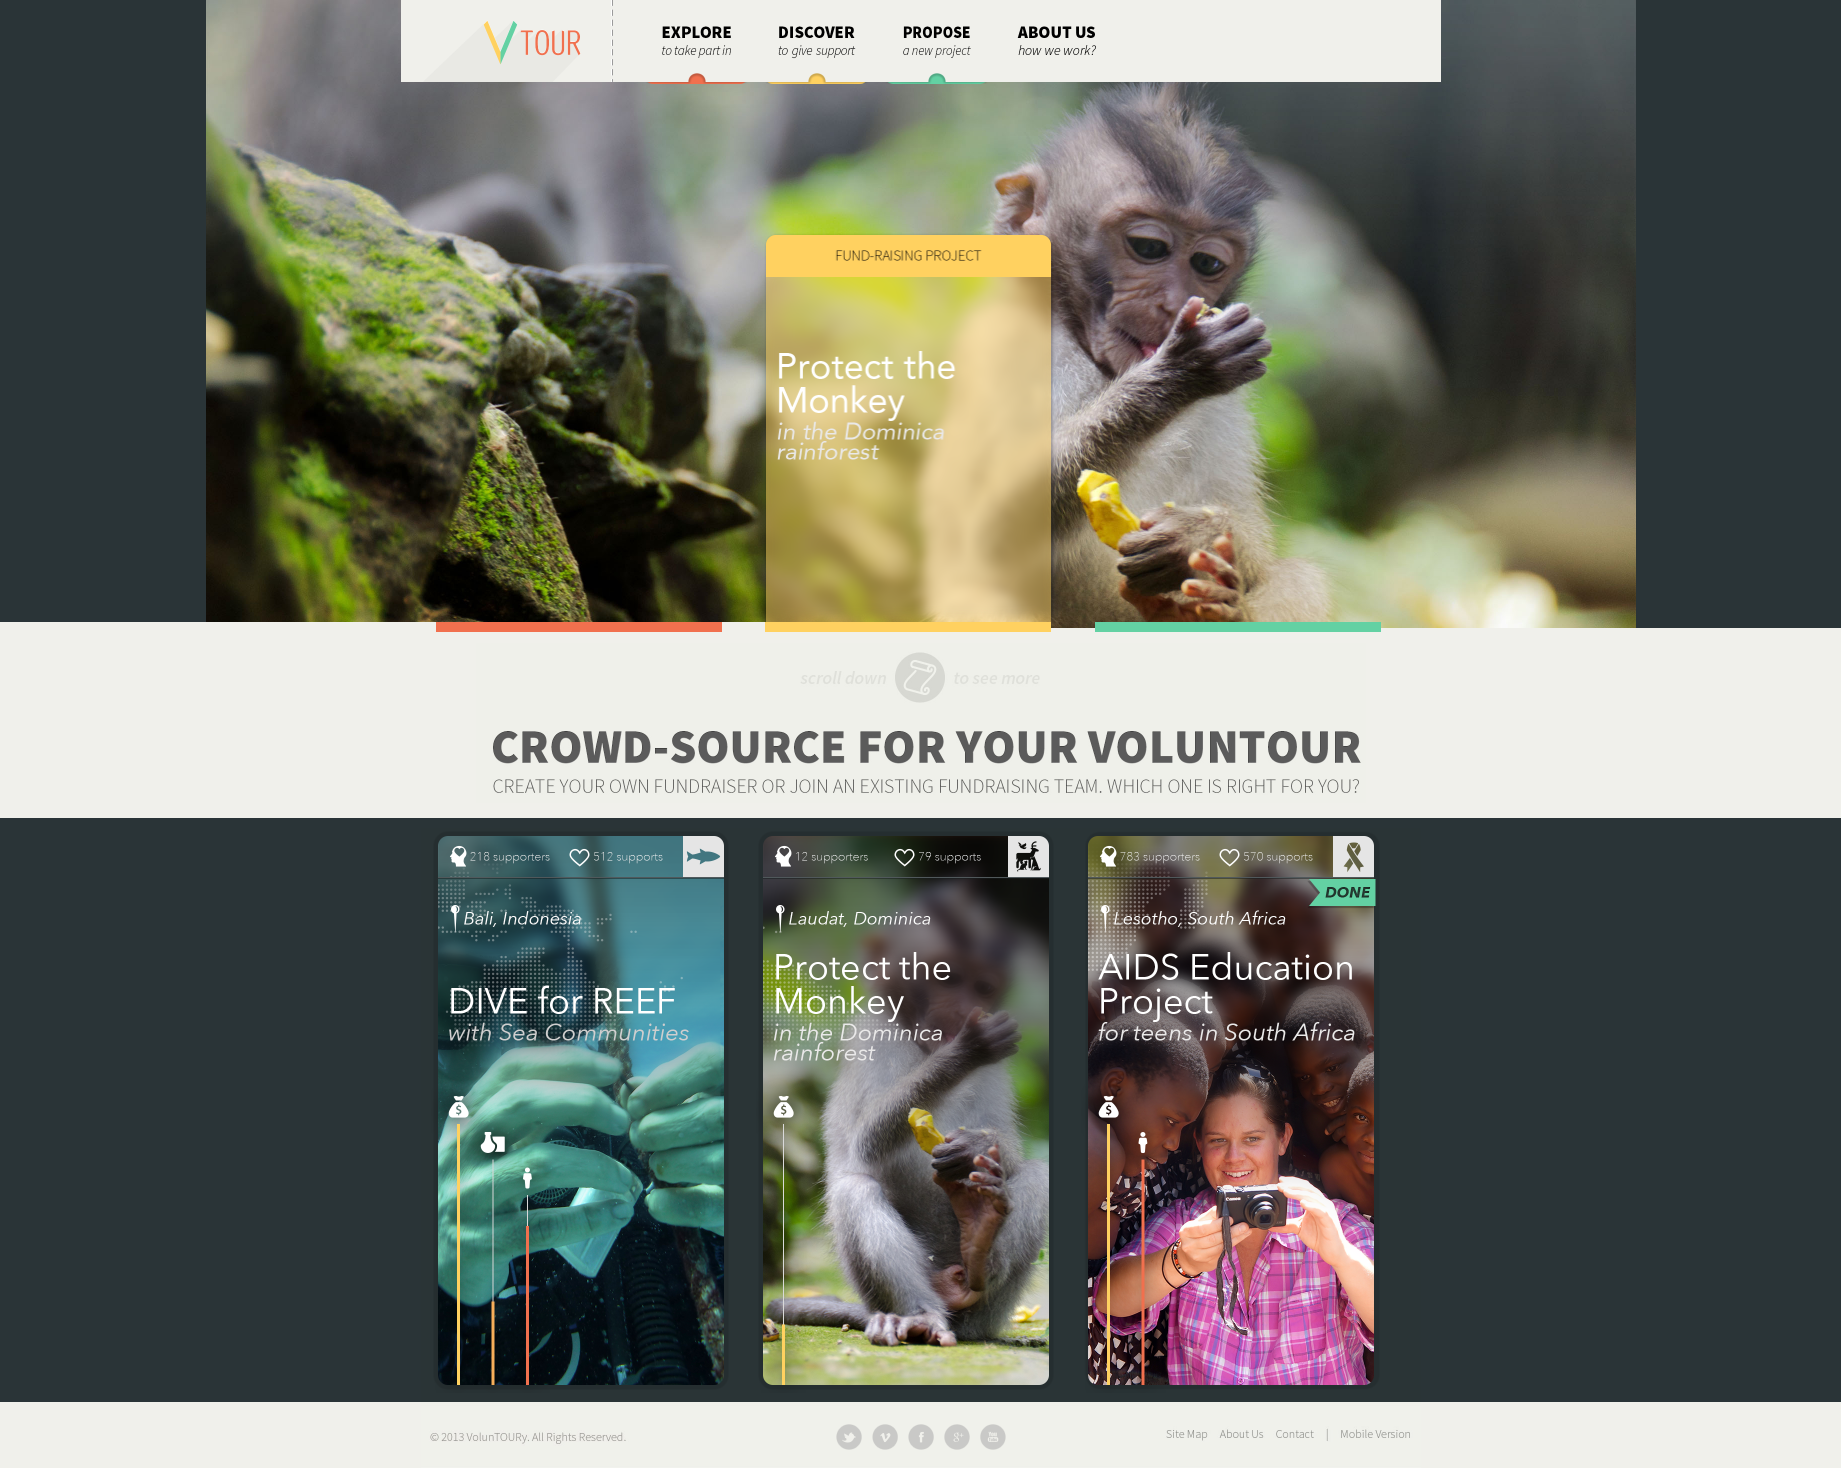 TOUR
EXPLORE
to take part in
DISCOVER
to give support
PROPOSE
a new project
ABOUT US
how we work?
FUND-RAISING PROJECT
Protect the
Monkey
in the Dominica
rainforest
scroll down to see more
CROWD-SOURCE FOR YOUR VOLUNTOUR
CREATE YOUR OWN FUNDRAISER OR JOIN AN EXISTING FUNDRAISING TEAM. WHICH ONE IS RIGHT FOR YOU?
218 supporters 512 supports
Bali, Indonesia
DIVE for REEF
with Sea Communities
12 supporters 79 supports
Laudat, Dominica
Protect the
Monkey
in the Dominica
rainforest
783 supporters 570 supports
DONE
Lesotho, South Africa
AIDS Education
Project
for teens in South Africa
Canon
© 2013 VolunTOURy. All Rights Reserved.
Site Map About Us Contact | Mobile Version